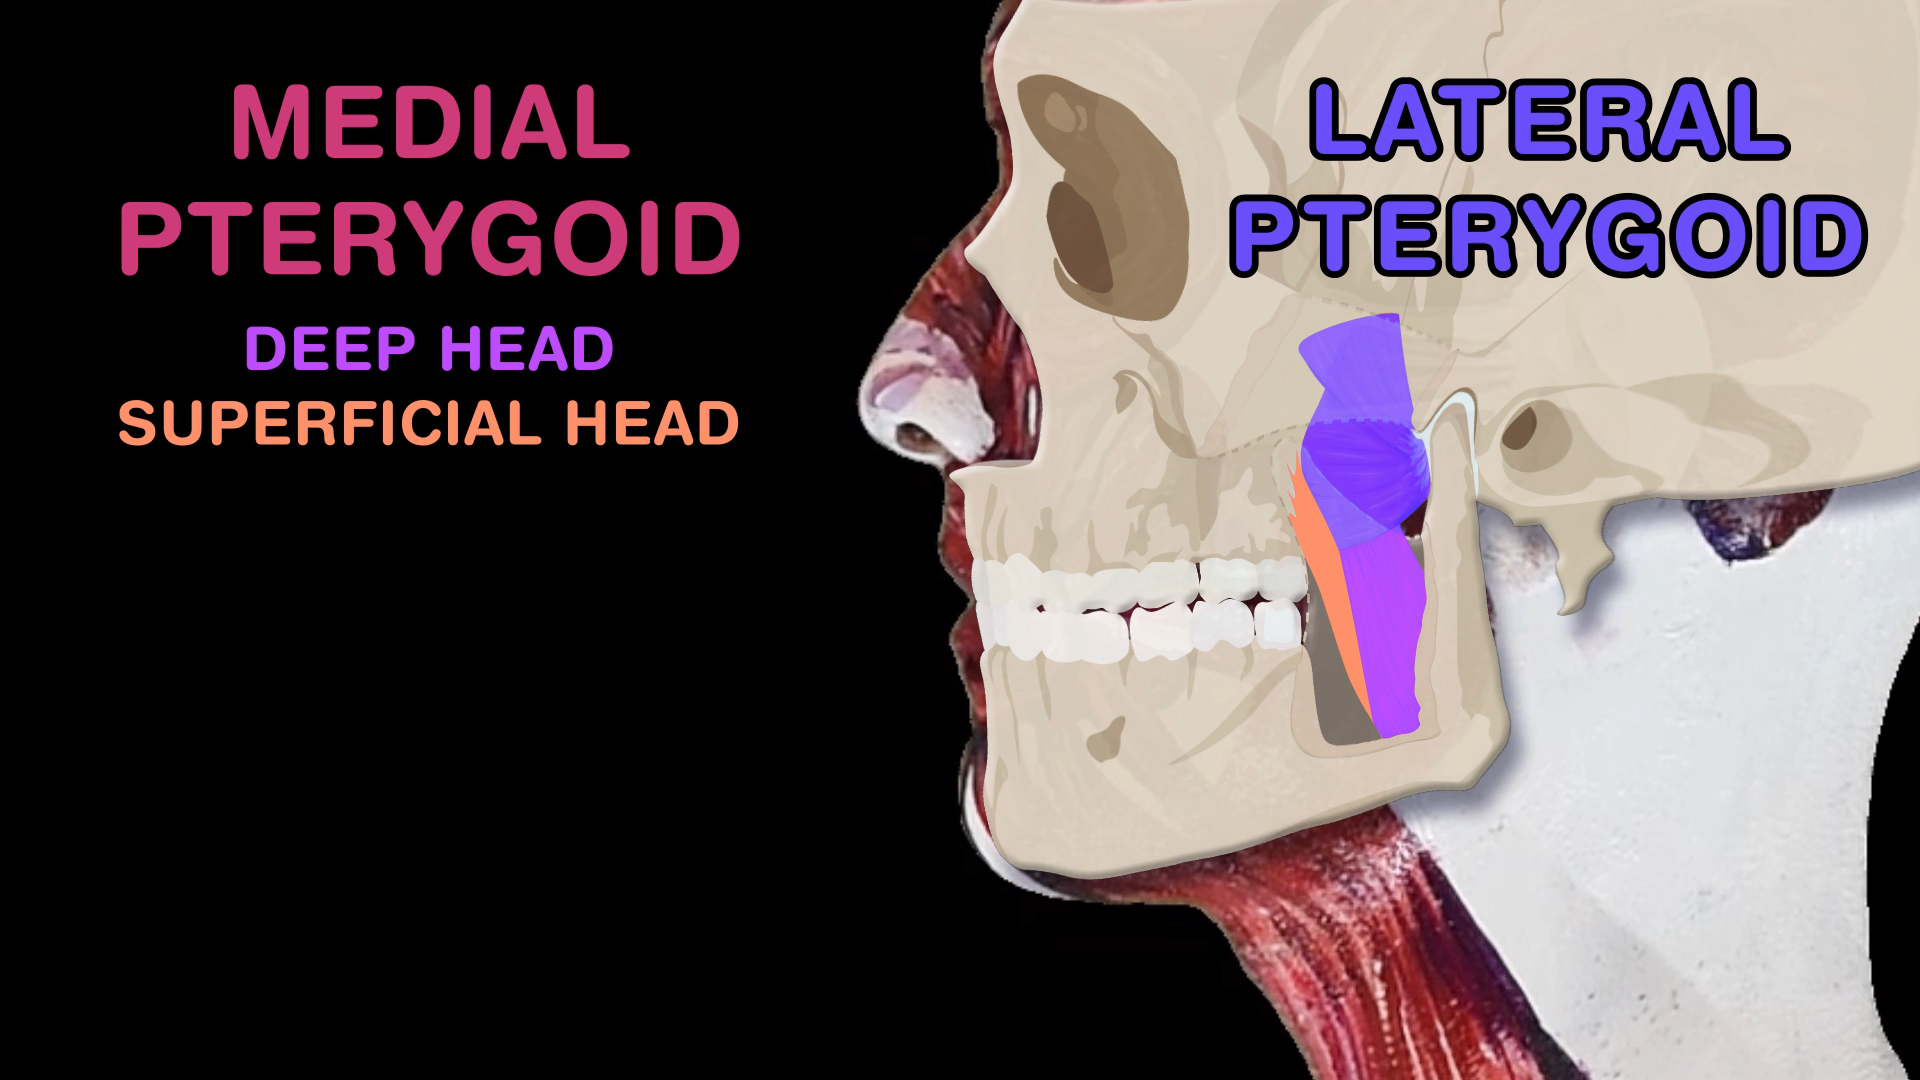 MEDIAL
PTERYGOID
DEEP HEAD
SUPERFICIAL HEAD
LATERAL
PTERYGOID